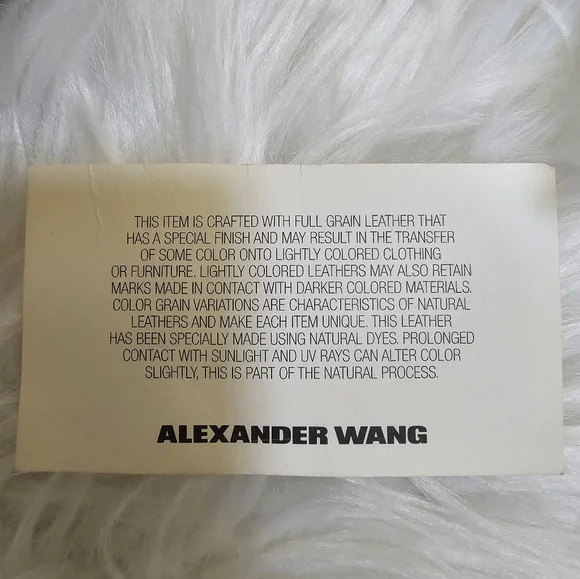 THIS ITEM IS CRAFTED WITH FULL GRAIN LEATHER THAT
HAS A SPECIAL FINISH AND MAY RESULT IN THE TRANSFER
OF SOME COLOR ONTO LIGHTLY COLORED CLOTHING
OR FURNITURE. LIGHTLY COLORED LEATHERS MAY ALSO RETAIN
MARKS MADE IN CONTACT WITH DARKER COLORED MATERIALS.
COLOR GRAIN VARIATIONS ARE CHARACTERISTICS OF NATURAL
LEATHERS AND MAKE EACH ITEM UNIQUE. THIS LEATHER
HAS BEEN SPECIALLY MADE USING NATURAL DYES. PROLONGED
CONTACT WITH SUNLIGHT AND UV RAYS CAN ALTER COLOR
SLIGHTLY, THIS IS PART OF THE NATURAL PROCESS.
ALEXANDER WANG